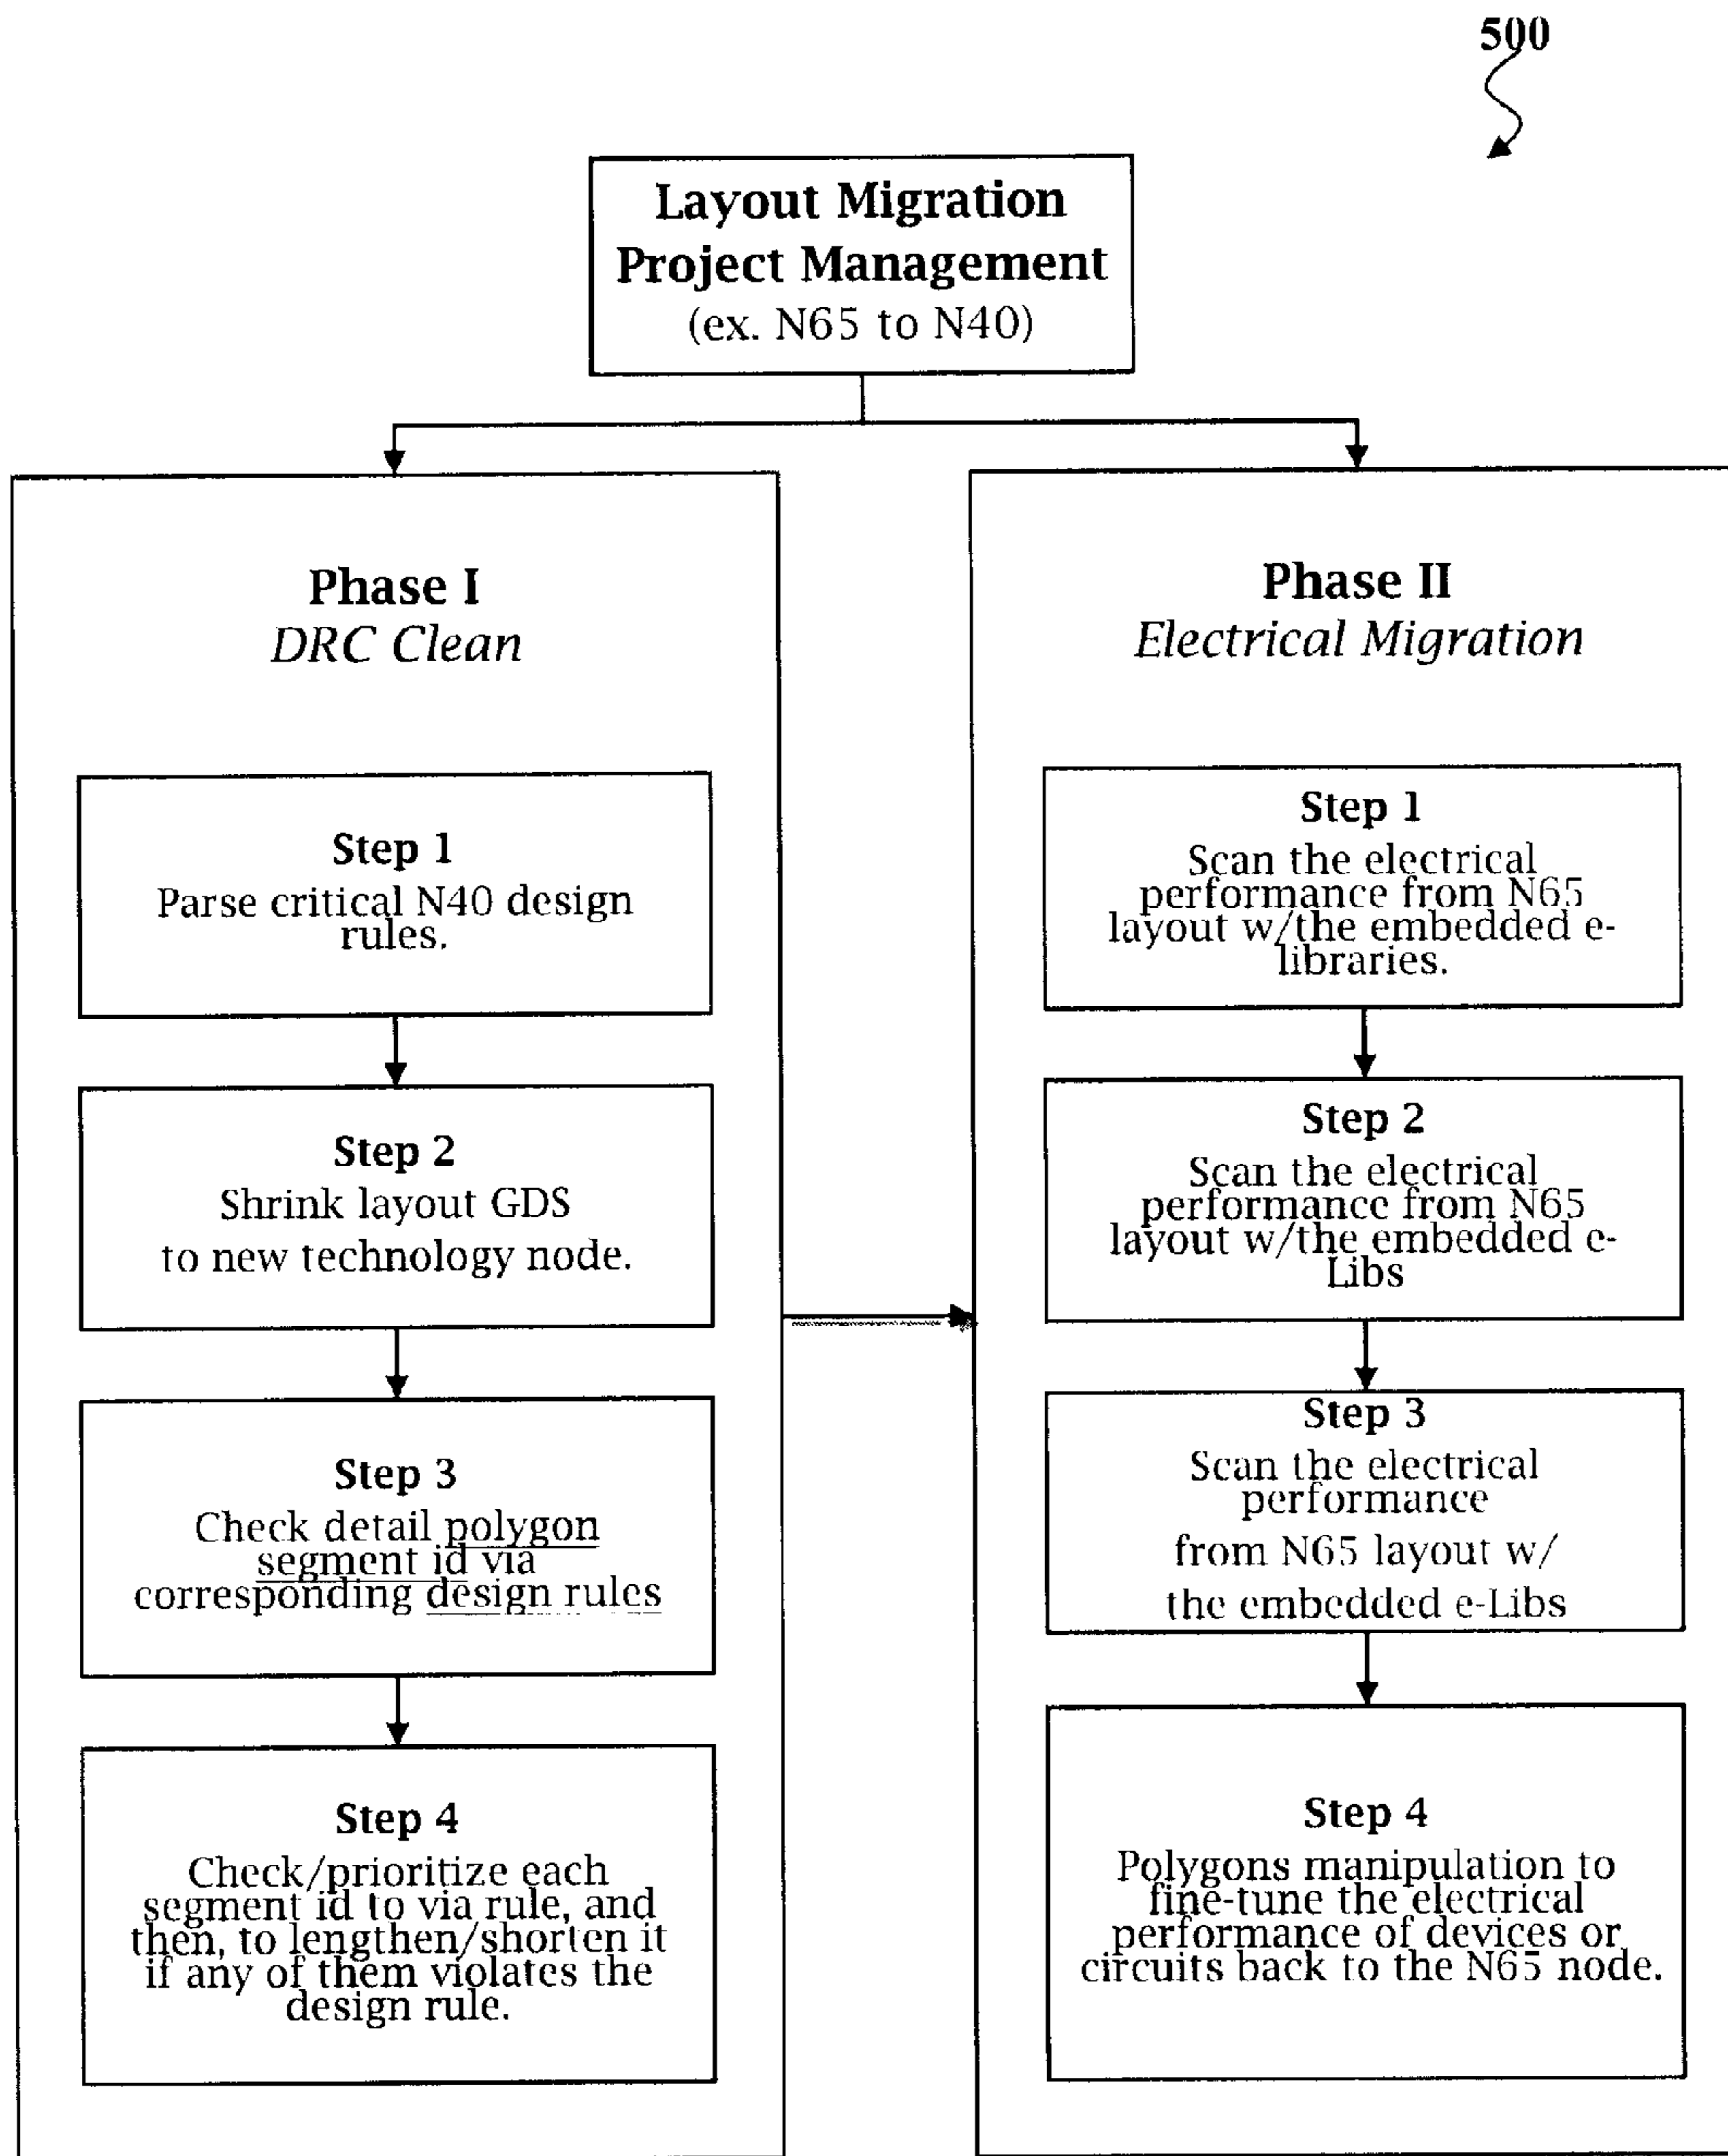 500
Layout Migration
Project Management
(ex. N65 to N40)
Phase I
DRC Clean
Step 1
Parse critical N40 design
rules.
Step 2
Shrink layout GDS
to new technology node.
Step 3
Check detail polygon
segment id via
corresponding design rules
Step 4
Check/prioritize each
segment id to via rule, and
then, to lengthen/shorten it
if any of them violates the
design rule.
Phase II
Electrical Migration
Step 1
Scan the electrical
performance from N65
layout w/the embedded e-
libraries.
Step 2
Scan the electrical
performance from N65
layout w/the embedded e-
Libs
Step 3
Scan the electrical
performance
from N65 layout w/
the embedded e-Libs
Step 4
Polygons manipulation to
fine-tune the electrical
performance of devices or
circuits back to the N65 node.